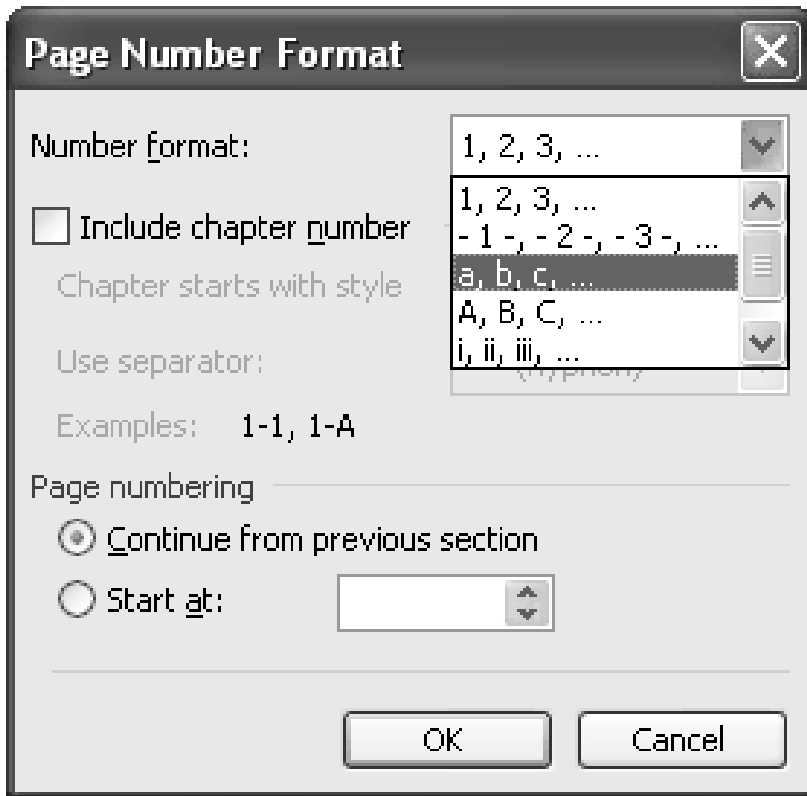 Page Number Format
Number format:
1, 2, 3, ...
1, 2, 3, ...
- 1 -, - 2 -, - 3 -, ...
a, b, c, ...
A, B, C, ...
i, ii, iii, ...
Include chapter number
Chapter starts with style
Use separator:
(hyphen)
Examples: 1-1, 1-A
Page numbering
Continue from previous section
Start at:
OK
Cancel